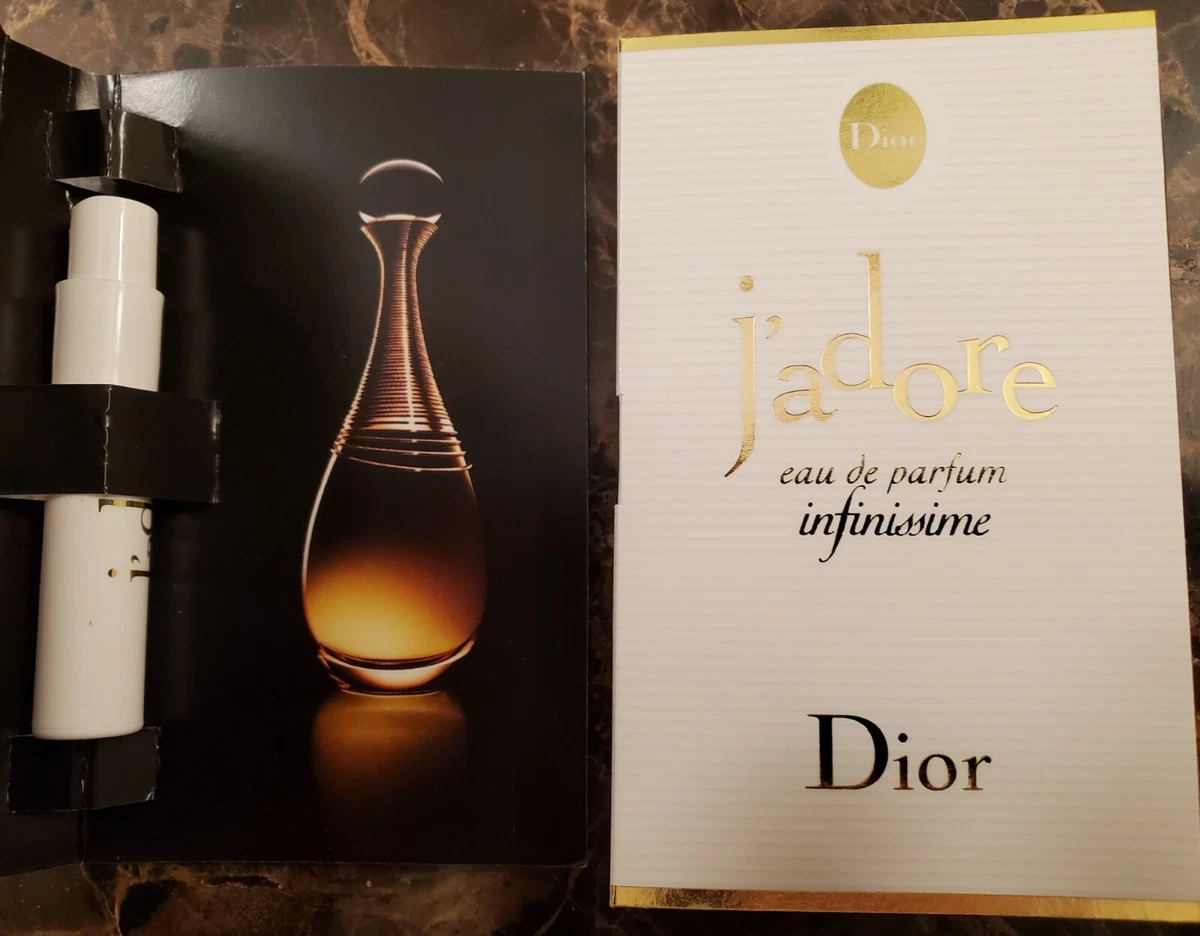 Dior
j'adore
eau de parfum
infinissime
Dior